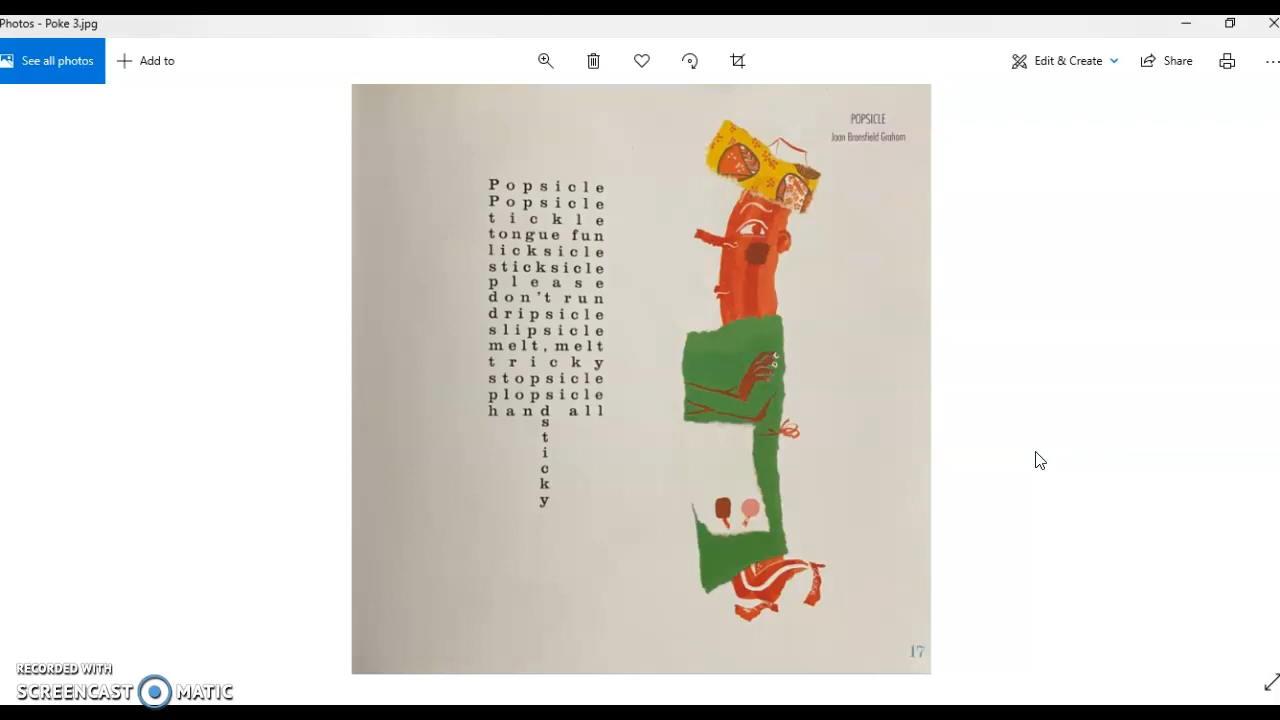 Photos - Poke 3.jpg
See all photos
Add to
Edit & Create
Share
POPSICLE
Joan Bransfield Graham
Popsicle
Popsicle
tickle
tongue fun
licksicle
sticksicle
please
don't run
dripsicle
slipsicle
melt, melt
tricky
stopsicle
plopsicle
hand all
s
t
i
c
k
y
17
RECORDED WITH
SCREENCAST MATIC